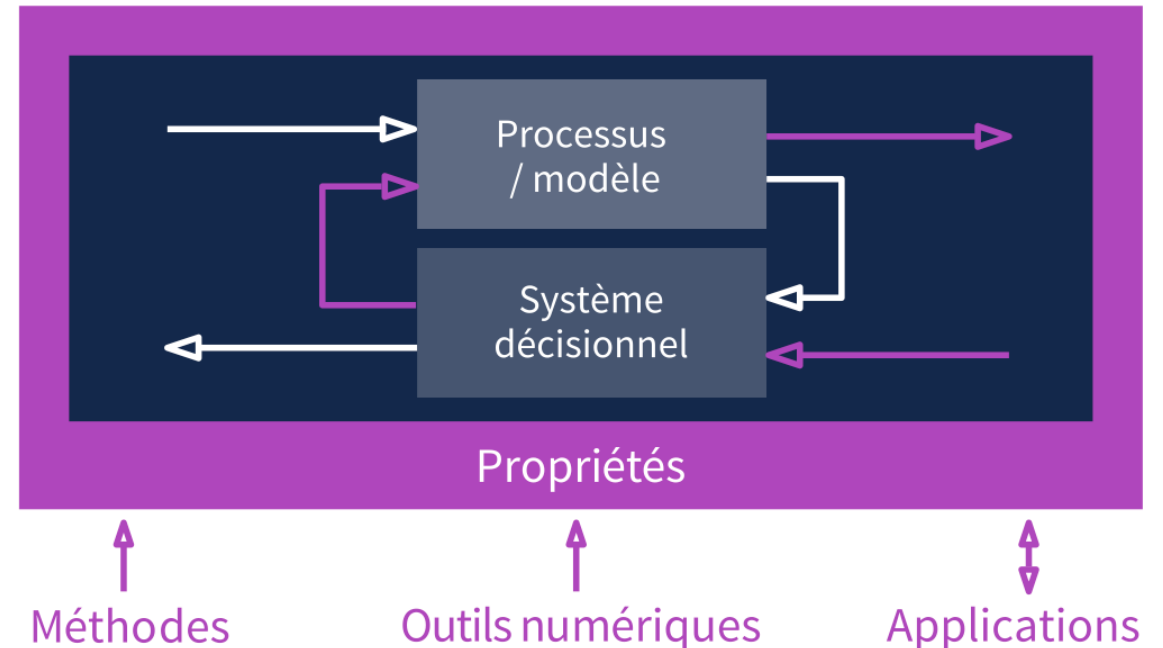 Processus
/ modèle
Système
décisionnel
Propriétés
Méthodes
Outils numériques
Applications